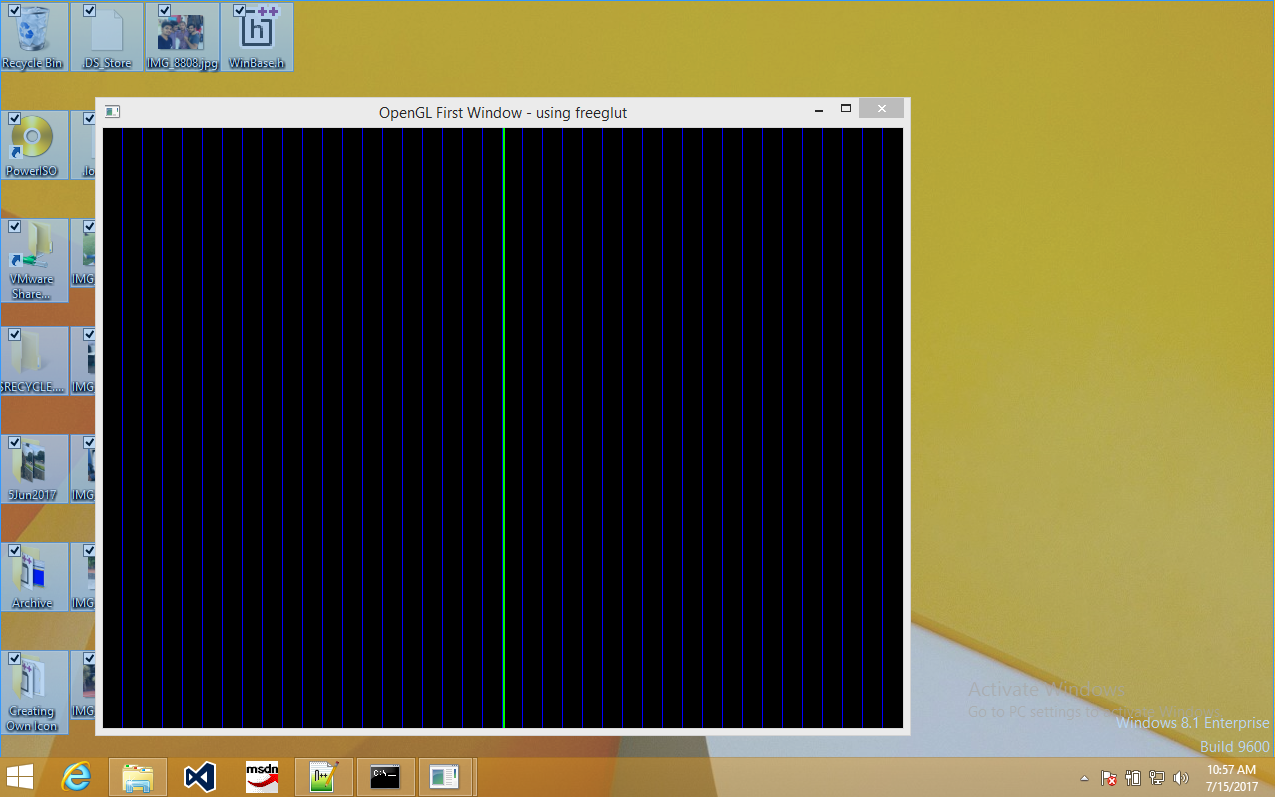 Recycle Bin
.DS_Store
IMG_8808.jpg
WinBase.h
OpenGL First Window - using freeglut
PowerISO
.lo
VMware
Share...
IMG
$RECYCLE....
IMG
5Jun2017
IMG
Archive
IMG
Creating
Own Icon
IMG
Activate Windows
Go to PC settings to activate Windows.
Windows 8.1 Enterprise
Build 9600
msdn
C:\
10:57 AM
7/15/2017